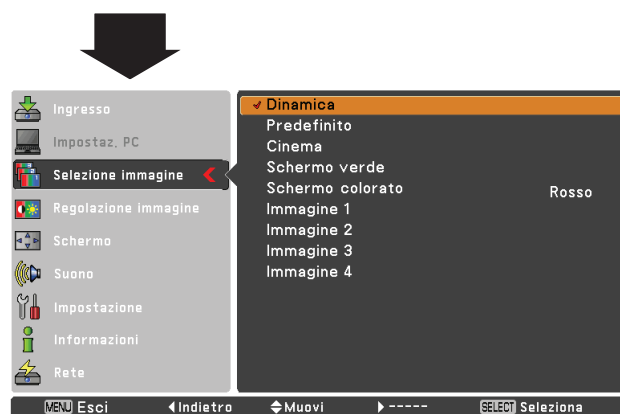 Ingresso
Impostaz. PC
Selezione immagine
Regolazione immagine
Schermo
Suono
Impostazione
Informazioni
Rete
Dinamica
Predefinito
Cinema
Schermo verde
Schermo colorato Rosso
Immagine 1
Immagine 2
Immagine 3
Immagine 4
MENU Esci Indietro Muovi ----- SELECT Seleziona